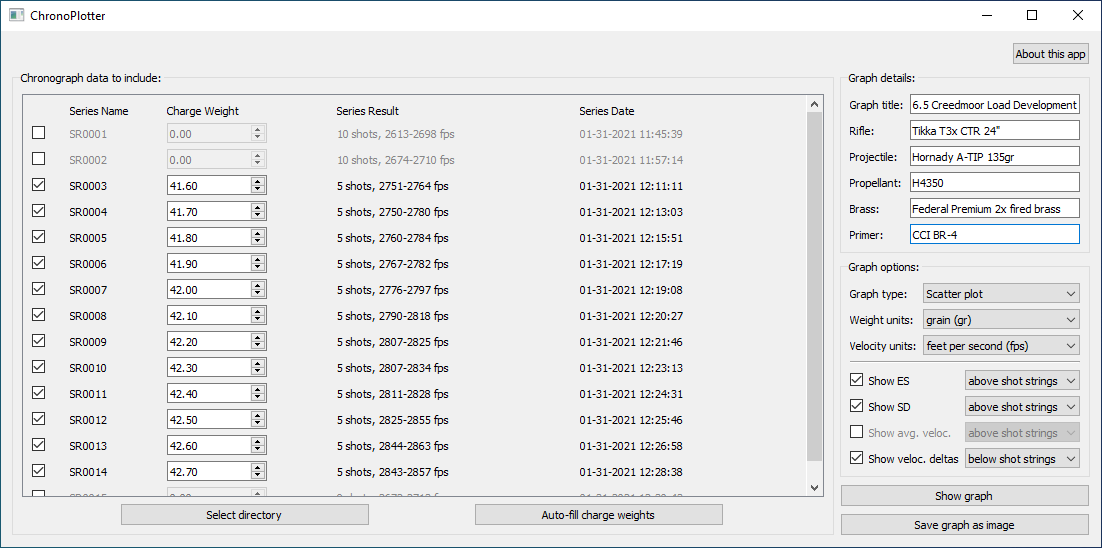 ChronoPlotter
About this app
Chronograph data to include:
Series Name Charge Weight Series Result Series Date
SR0001 0.00 10 shots, 2613-2698 fps 01-31-2021 11:45:39
SR0002 0.00 10 shots, 2674-2710 fps 01-31-2021 11:57:14
SR0003 41.60 5 shots, 2751-2764 fps 01-31-2021 12:11:11
SR0004 41.70 5 shots, 2750-2780 fps 01-31-2021 12:13:03
SR0005 41.80 5 shots, 2760-2784 fps 01-31-2021 12:15:51
SR0006 41.90 5 shots, 2767-2782 fps 01-31-2021 12:17:19
SR0007 42.00 5 shots, 2776-2797 fps 01-31-2021 12:19:08
SR0008 42.10 5 shots, 2790-2818 fps 01-31-2021 12:20:27
SR0009 42.20 5 shots, 2807-2825 fps 01-31-2021 12:21:46
SR0010 42.30 5 shots, 2807-2834 fps 01-31-2021 12:23:13
SR0011 42.40 5 shots, 2811-2828 fps 01-31-2021 12:24:31
SR0012 42.50 5 shots, 2825-2855 fps 01-31-2021 12:25:46
SR0013 42.60 5 shots, 2844-2863 fps 01-31-2021 12:26:58
SR0014 42.70 5 shots, 2843-2857 fps 01-31-2021 12:28:38
Select directory Auto-fill charge weights
Graph details:
Graph title: 6.5 Creedmoor Load Development
Rifle: Tikka T3x CTR 24"
Projectile: Hornady A-TIP 135gr
Propellant: H4350
Brass: Federal Premium 2x fired brass
Primer: CCI BR-4
Graph options:
Graph type: Scatter plot
Weight units: grain (gr)
Velocity units: feet per second (fps)
Show ES above shot strings
Show SD above shot strings
Show avg. veloc. above shot strings
Show veloc. deltas below shot strings
Show graph
Save graph as image